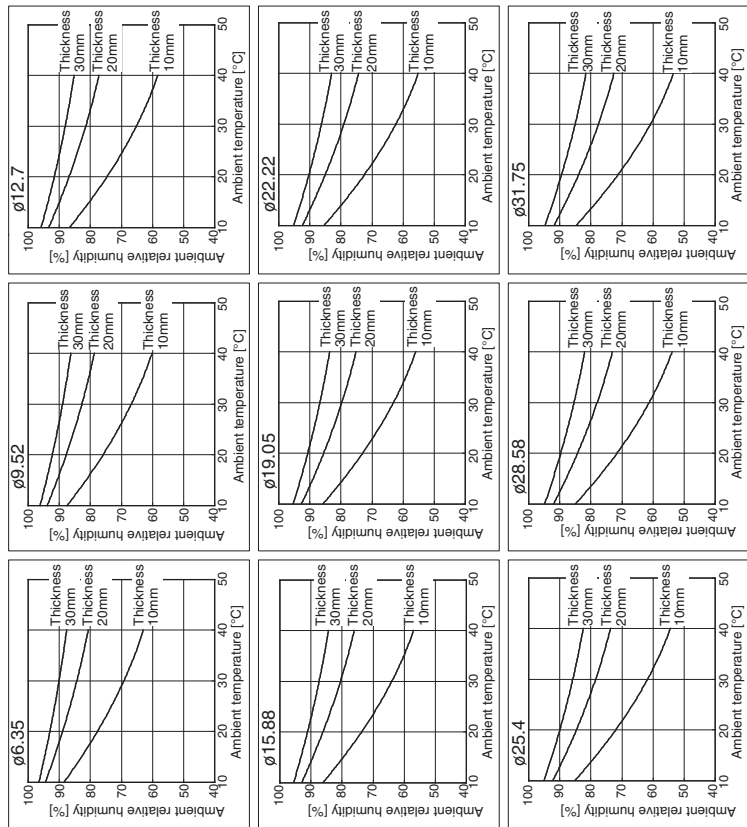 ø6.35
Ambient relative humidity [%]
100
90
80
70
60
50
40
10
20
30
40
50
Ambient temperature [°C]
Thickness
30mm
Thickness
20mm
Thickness
10mm
ø9.52
Ambient relative humidity [%]
100
90
80
70
60
50
40
10
20
30
40
50
Ambient temperature [°C]
Thickness
30mm
Thickness
20mm
Thickness
10mm
ø12.7
Ambient relative humidity [%]
100
90
80
70
60
50
40
10
20
30
40
50
Ambient temperature [°C]
Thickness
30mm
Thickness
20mm
Thickness
10mm
ø15.88
Ambient relative humidity [%]
100
90
80
70
60
50
40
10
20
30
40
50
Ambient temperature [°C]
Thickness
30mm
Thickness
20mm
Thickness
10mm
ø19.05
Ambient relative humidity [%]
100
90
80
70
60
50
40
10
20
30
40
50
Ambient temperature [°C]
Thickness
30mm
Thickness
20mm
Thickness
10mm
ø22.22
Ambient relative humidity [%]
100
90
80
70
60
50
40
10
20
30
40
50
Ambient temperature [°C]
Thickness
30mm
Thickness
20mm
Thickness
10mm
ø25.4
Ambient relative humidity [%]
100
90
80
70
60
50
40
10
20
30
40
50
Ambient temperature [°C]
Thickness
30mm
Thickness
20mm
Thickness
10mm
ø28.58
Ambient relative humidity [%]
100
90
80
70
60
50
40
10
20
30
40
50
Ambient temperature [°C]
Thickness
30mm
Thickness
20mm
Thickness
10mm
ø31.75
Ambient relative humidity [%]
100
90
80
70
60
50
40
10
20
30
40
50
Ambient temperature [°C]
Thickness
30mm
Thickness
20mm
Thickness
10mm